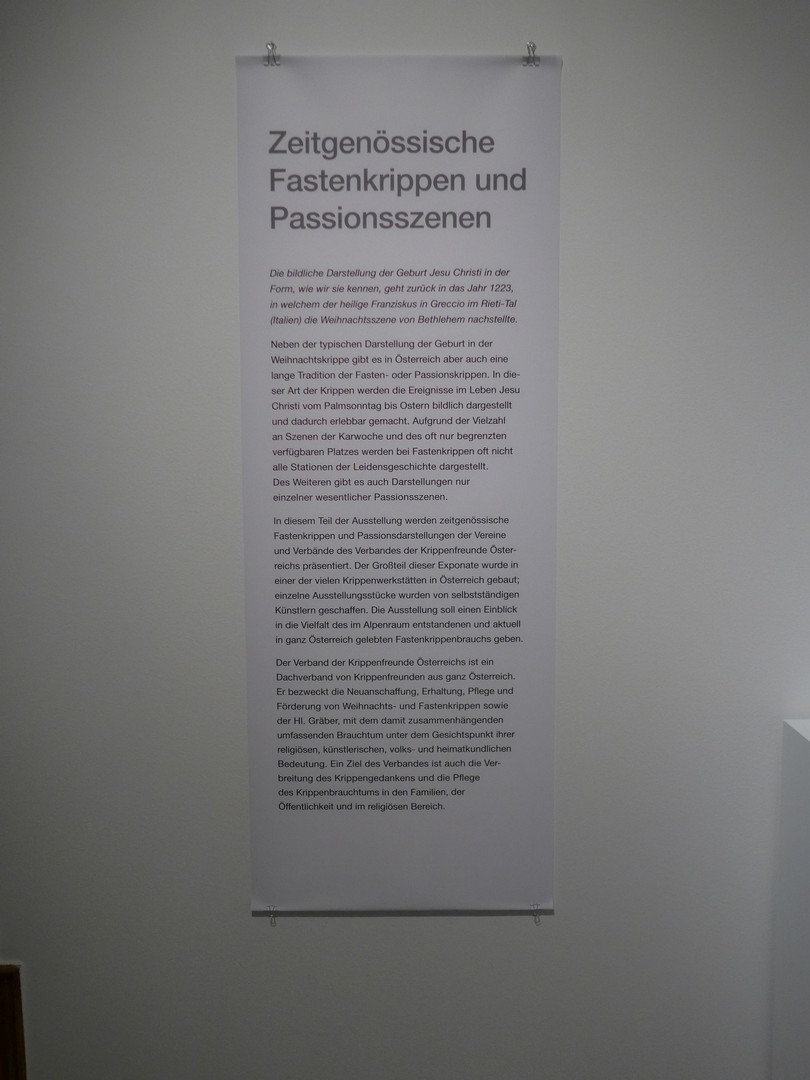 Zeitgenössische
Fastenkrippen und
Passionsszenen
Die bildliche Darstellung der Geburt Jesu Christi in der
Form, wie wir sie kennen, geht zurück in das Jahr 1223,
in welchem der heilige Franziskus in Greccio im Rieti-Tal
(Italien) die Weihnachtsszene von Bethlehem nachstellte.
Neben der typischen Darstellung der Geburt in der
Weihnachtskrippe gibt es in Österreich aber auch eine
lange Tradition der Fasten- oder Passionskrippen. In die-
ser Art der Krippen werden die Ereignisse im Leben Jesu
Christi vom Palmsonntag bis Ostern bildlich dargestellt
und dadurch erlebbar gemacht. Aufgrund der Vielzahl
an Szenen der Karwoche und des oft nur begrenzten
verfügbaren Platzes werden bei Fastenkrippen oft nicht
alle Stationen der Leidensgeschichte dargestellt.
Des Weiteren gibt es auch Darstellungen nur
einzelner wesentlicher Passionsszenen.
In diesem Teil der Ausstellung werden zeitgenössische
Fastenkrippen und Passionsdarstellungen der Vereine
und Verbände des Verbandes der Krippenfreunde Öster-
reichs präsentiert. Der Großteil dieser Exponate wurde in
einer der vielen Krippenwerkstätten in Österreich gebaut;
einzelne Ausstellungsstücke wurden von selbstständigen
Künstlern geschaffen. Die Ausstellung soll einen Einblick
in die Vielfalt des im Alpenraum entstandenen und aktuell
in ganz Österreich gelebten Fastenkrippenbrauchs geben.
Der Verband der Krippenfreunde Österreichs ist ein
Dachverband von Krippenfreunden aus ganz Österreich.
Er bezweckt die Neuanschaffung, Erhaltung, Pflege und
Förderung von Weihnachts- und Fastenkrippen sowie
der Hl. Gräber, mit dem damit zusammenhängenden
umfassenden Brauchtum unter dem Gesichtspunkt ihrer
religiösen, künstlerischen, volks- und heimatkundlichen
Bedeutung. Ein Ziel des Verbandes ist auch die Ver-
breitung des Krippengedankens und die Pflege
des Krippenbrauchtums in den Familien, der
Öffentlichkeit und im religiösen Bereich.